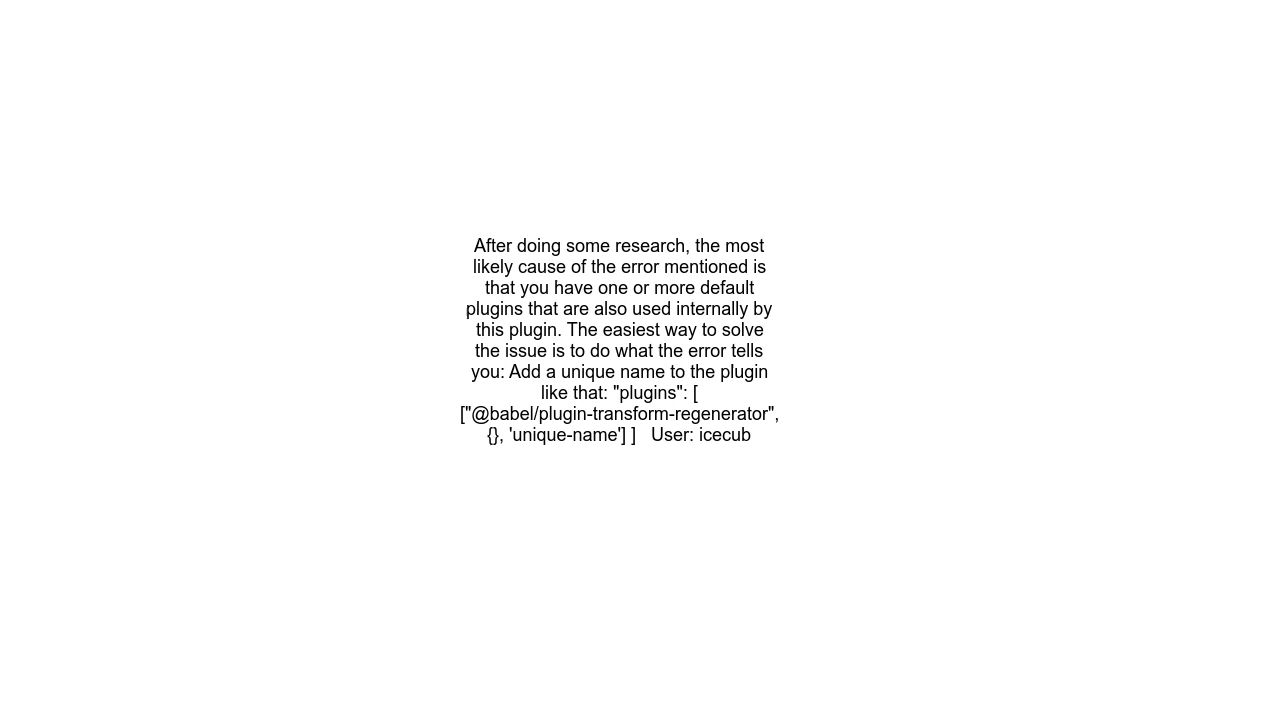 After doing some research, the most
likely cause of the error mentioned is
that you have one or more default
plugins that are also used internally by
this plugin. The easiest way to solve
the issue is to do what the error tells
you: Add a unique name to the plugin
like that: "plugins": [
["@babel/plugin-transform-regenerator",
{}, 'unique-name'] ]   User: icecub